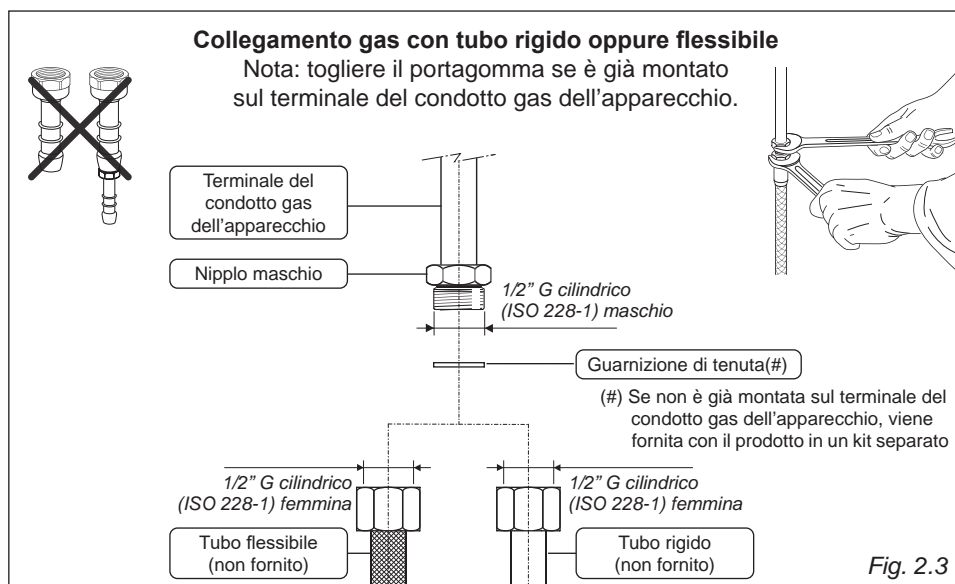 Collegamento gas con tubo rigido oppure flessibile
Nota: togliere il portagomma se è già montato
sul terminale del condotto gas dell’apparecchio.
Terminale del
condotto gas
dell’apparecchio
Nipplo maschio
1/2” G cilindrico
(ISO 228-1) maschio
Guarnizione di tenuta(#)
(#) Se non è già montata sul terminale del
condotto gas dell’apparecchio, viene
fornita con il prodotto in un kit separato
1/2” G cilindrico
(ISO 228-1) femmina
1/2” G cilindrico
(ISO 228-1) femmina
Tubo flessibile
(non fornito)
Tubo rigido
(non fornito)
Fig. 2.3